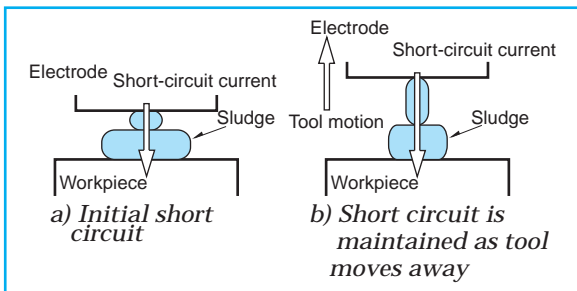 Electrode
Short-circuit current
Sludge
Workpiece
a) Initial short
circuit
Electrode
Short-circuit current
Tool motion
Sludge
Workpiece
b) Short circuit is
maintained as tool
moves away